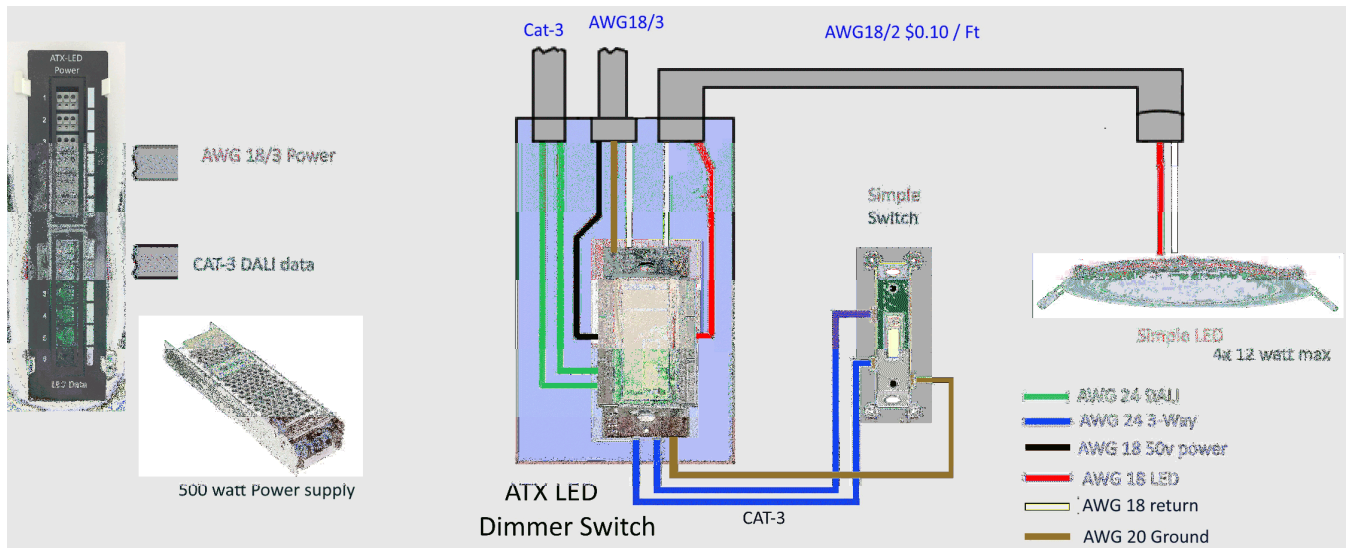 ATX-LED
Power
1
2
3
5
6
LED Data
AWG 18/3 Power
CAT-3 DALI data
500 watt Power supply
Cat-3
AWG18/3
AWG18/2 $0.10 / Ft
Simple
Switch
ATX LED
Dimmer Switch
CAT-3
Simple LED
4x 12 watt max
AWG 24 DALI
AWG 24 3-Way
AWG 18 50v power
AWG 18 LED
AWG 18 return
AWG 20 Ground